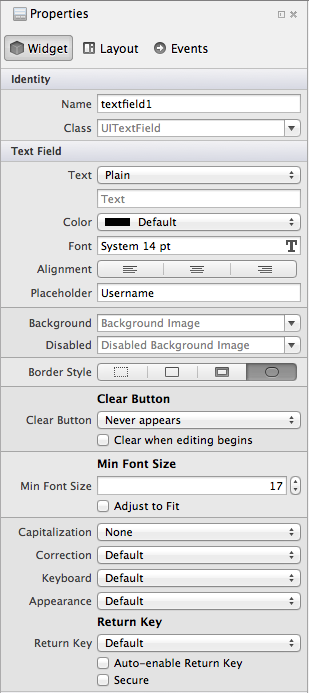 Properties
Widget Layout Events
Identity
Name textfield1
Class UITextField
Text Field
Text Plain
Text
Color Default
Font System 14 pt T
Alignment
Placeholder Username
Background Background Image
Disabled Disabled Background Image
Border Style
Clear Button
Clear Button Never appears
Clear when editing begins
Min Font Size
Min Font Size 17
Adjust to Fit
Capitalization None
Correction Default
Keyboard Default
Appearance Default
Return Key
Return Key Default
Auto-enable Return Key
Secure